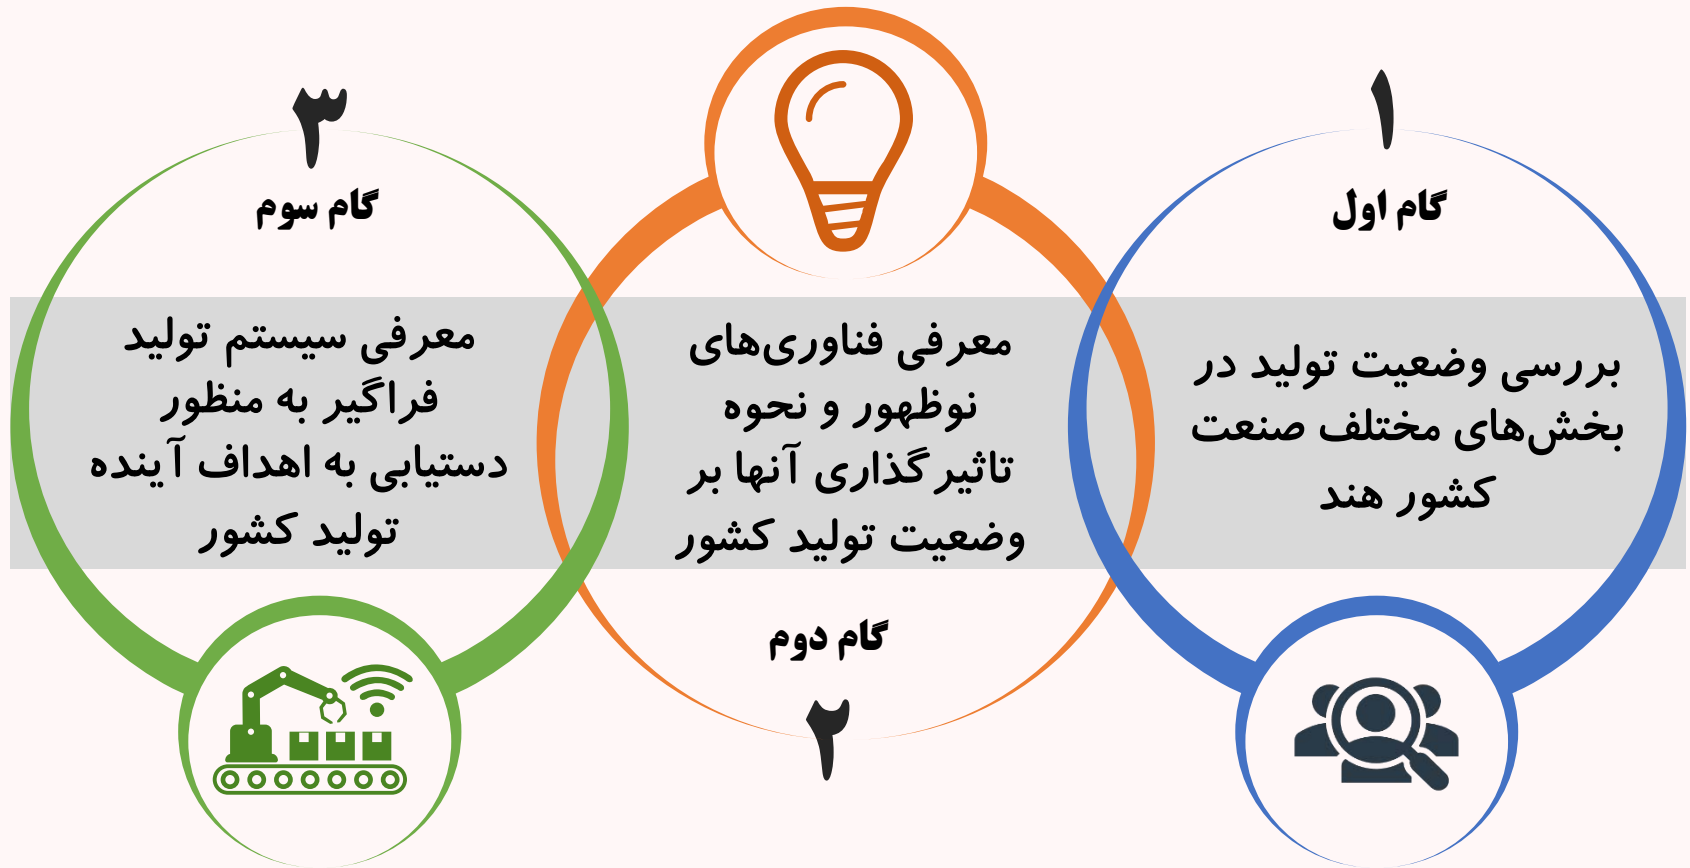 ۱
گام اول
بررسی وضعیت تولید در
بخش‌های مختلف صنعت
کشور هند
معرفی فناوری‌های
نوظهور و نحوه
تاثیرگذاری آنها بر
وضعیت تولید کشور
گام دوم
۲
۳
گام سوم
معرفی سیستم تولید
فراگیر به منظور
دستیابی به اهداف آینده
تولید کشور